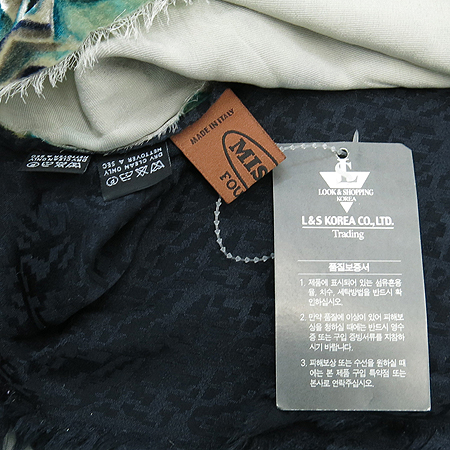 MADE IN ITALY
MIS
FOU
DRY CLEAN ONLY
NETTOYER A SEC
LS
LOOK & SHOPPING
KOREA
L&S KOREA CO., LTD.
Trading
품질보증서
1. 제품에 표시되어 있는 섬유혼용
율, 치수, 세탁방법을 반드시 확
인하십시오.
2. 만약 품질에 이상이 있어 피해보
상을 청하실 때에는 반드시 영수
증 또는 구입 증빙서류를 지참하
시기 바랍니다.
3. 피해보상 또는 수선을 원하실 때
에는 본 제품 구입 특약점 또는
본사로 연락주십시오.